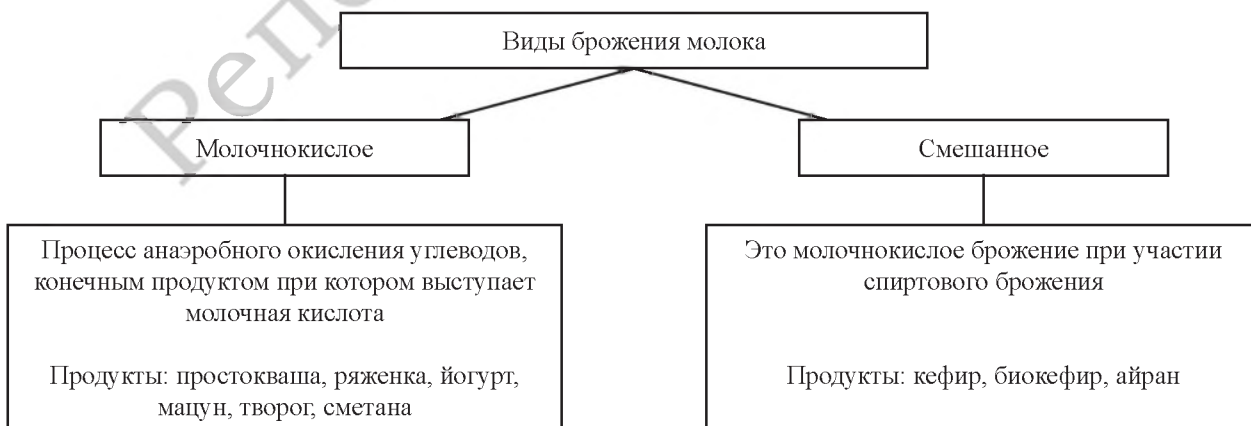 Виды брожения молока
Молочнокислое
Смешанное
Процесс анаэробного окисления углеводов,
конечным продуктом при котором выступает
молочная кислота
Продукты: простокваша, ряженка, йогурт,
мацун, творог, сметана
Это молочнокислое брожение при участии
спиртового брожения
Продукты: кефир, биокефир, айран